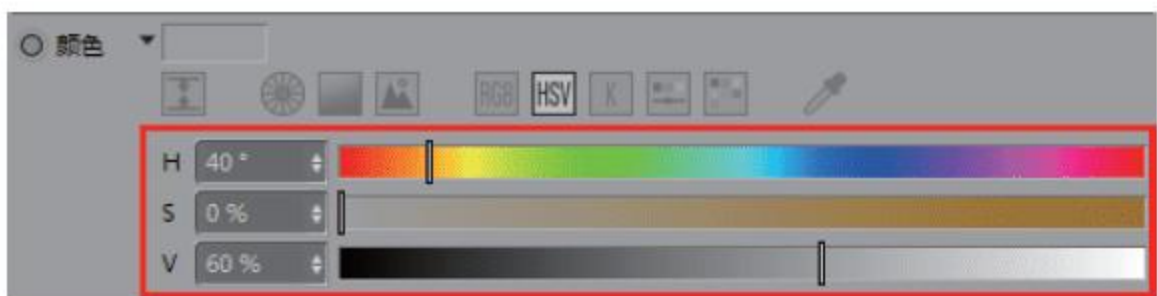 颜色
RGB HSV K
H 40 °
S 0 %
V 60 %